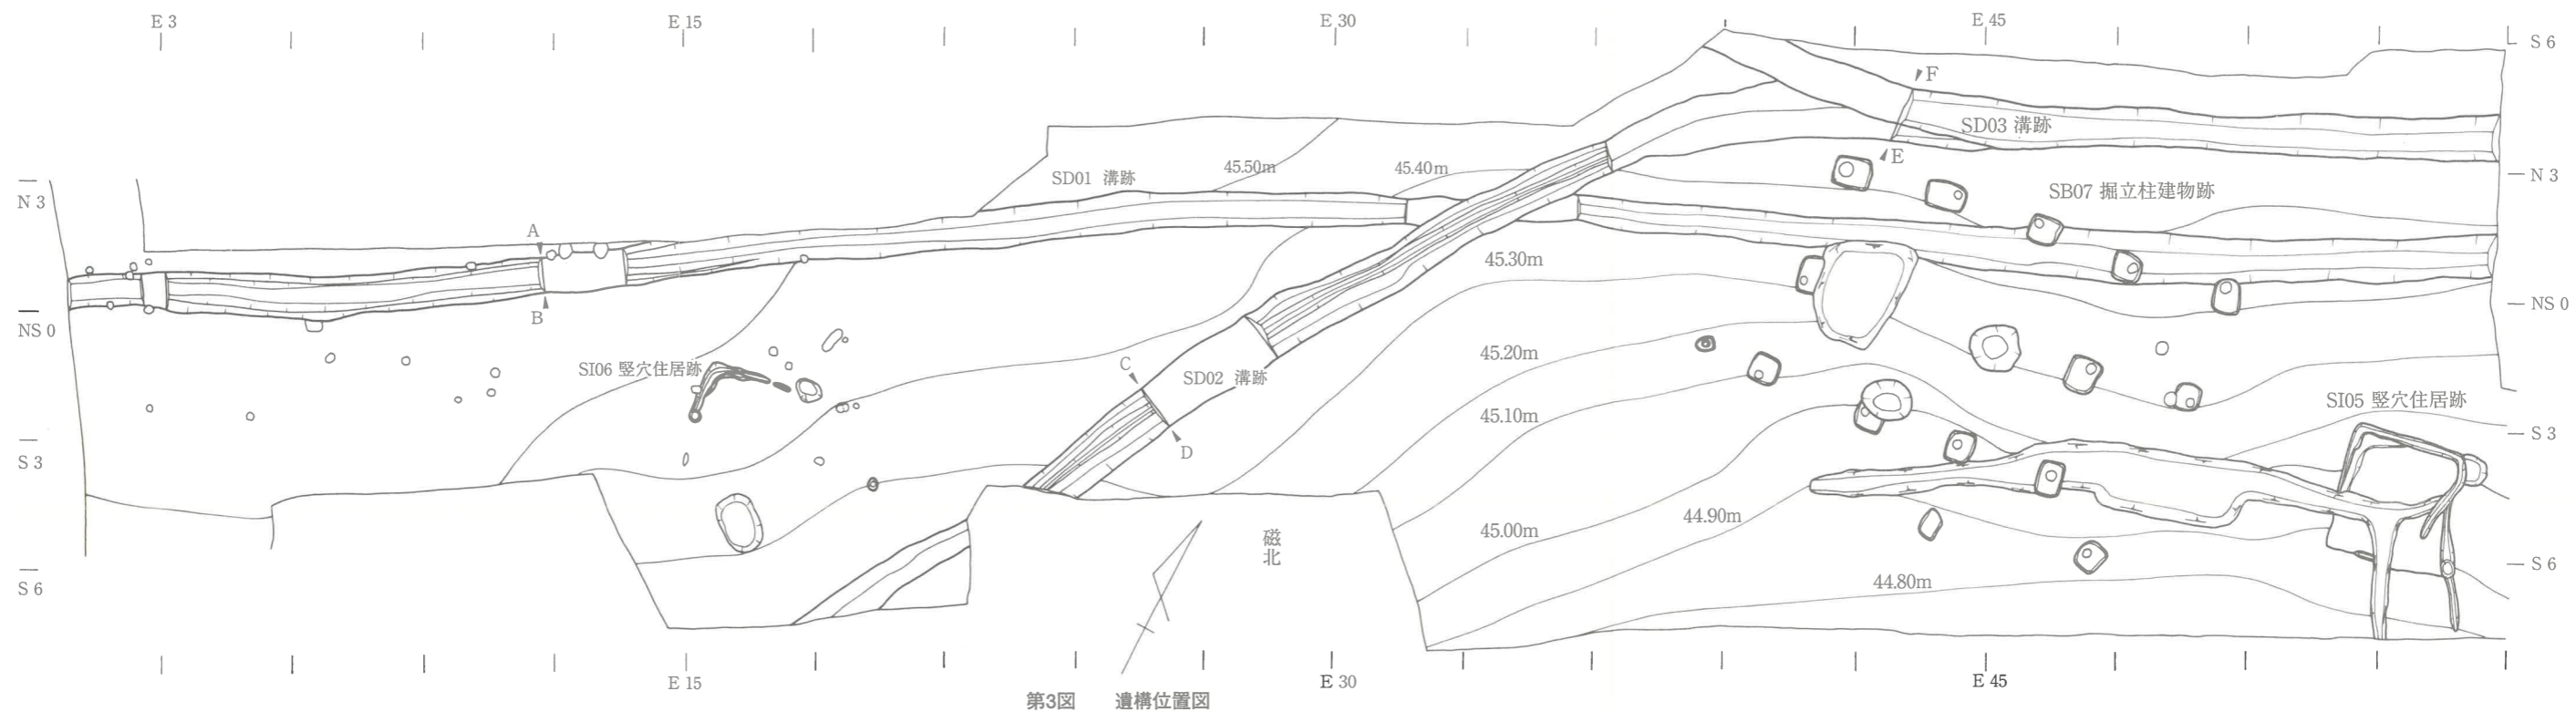 E 3
E 15
E 30
E 45
S 6
F
SD03 溝跡
E
45.50m
45.40m
SD01 溝跡
N 3
SB07 掘立柱建物跡
N 3
A
45.30m
NS 0
B
NS 0
SI06 竪穴住居跡
C
SD02 溝跡
45.20m
SI05 竪穴住居跡
45.10m
S 3
D
S 3
44.90m
45.00m
磁北
S 6
44.80m
S 6
E 15
E 30
E 45
第3図 遺構位置図